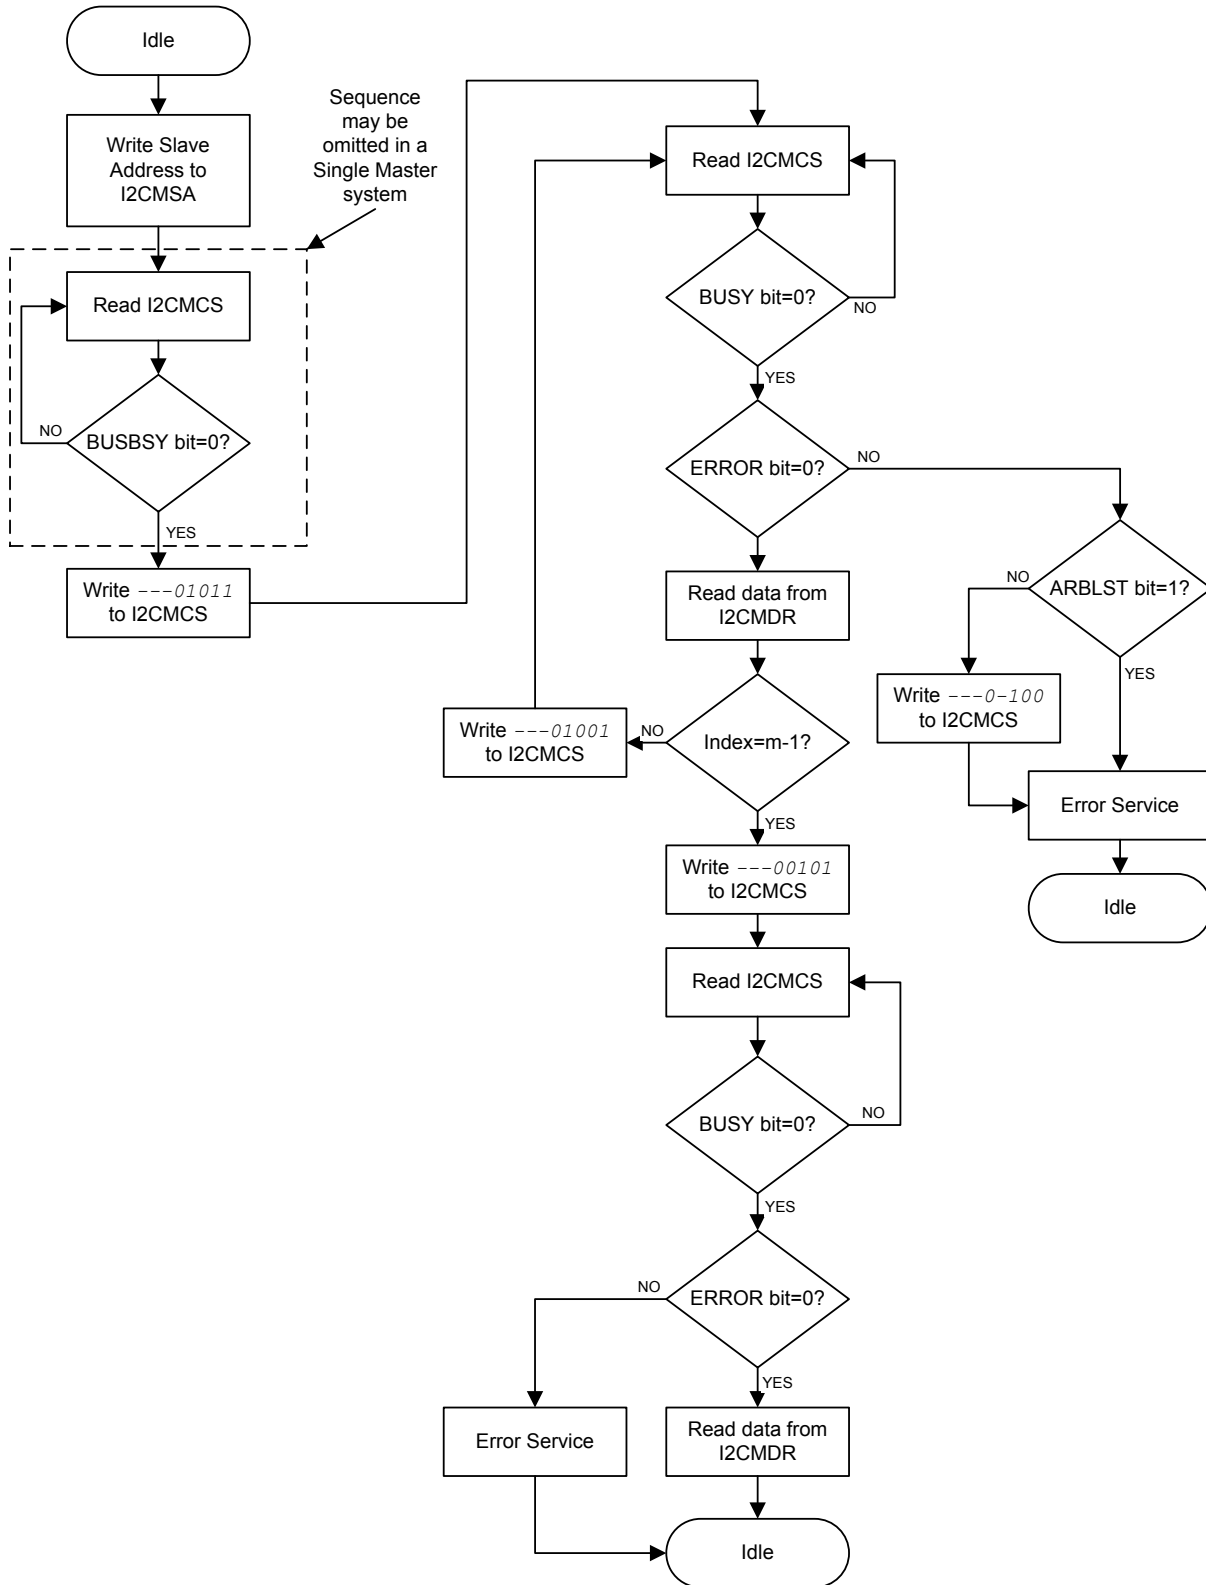 Idle
Write Slave
Address to
I2CMSA
Sequence
may be
omitted in a
Single Master
system
Read I2CMCS
BUSBSY bit=0?
NO
YES
Write ---01011
to I2CMCS
Read I2CMCS
BUSY bit=0?
NO
YES
ERROR bit=0?
NO
Read data from
I2CMDR
ARBLST bit=1?
NO
YES
Write ---0-100
to I2CMCS
Error Service
Idle
Index=m-1?
NO
Write ---01001
to I2CMCS
YES
Write ---00101
to I2CMCS
Read I2CMCS
BUSY bit=0?
NO
YES
ERROR bit=0?
NO
YES
Error Service
Read data from
I2CMDR
Idle